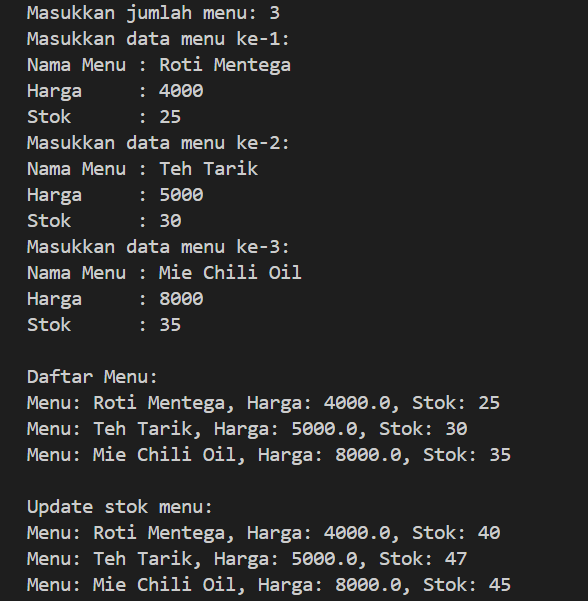 Masukkan jumlah menu: 3
Masukkan data menu ke-1:
Nama Menu : Roti Mentega
Harga     : 4000
Stok      : 25
Masukkan data menu ke-2:
Nama Menu : Teh Tarik
Harga     : 5000
Stok      : 30
Masukkan data menu ke-3:
Nama Menu : Mie Chili Oil
Harga     : 8000
Stok      : 35

Daftar Menu:
Menu: Roti Mentega, Harga: 4000.0, Stok: 25
Menu: Teh Tarik, Harga: 5000.0, Stok: 30
Menu: Mie Chili Oil, Harga: 8000.0, Stok: 35

Update stok menu:
Menu: Roti Mentega, Harga: 4000.0, Stok: 40
Menu: Teh Tarik, Harga: 5000.0, Stok: 47
Menu: Mie Chili Oil, Harga: 8000.0, Stok: 45